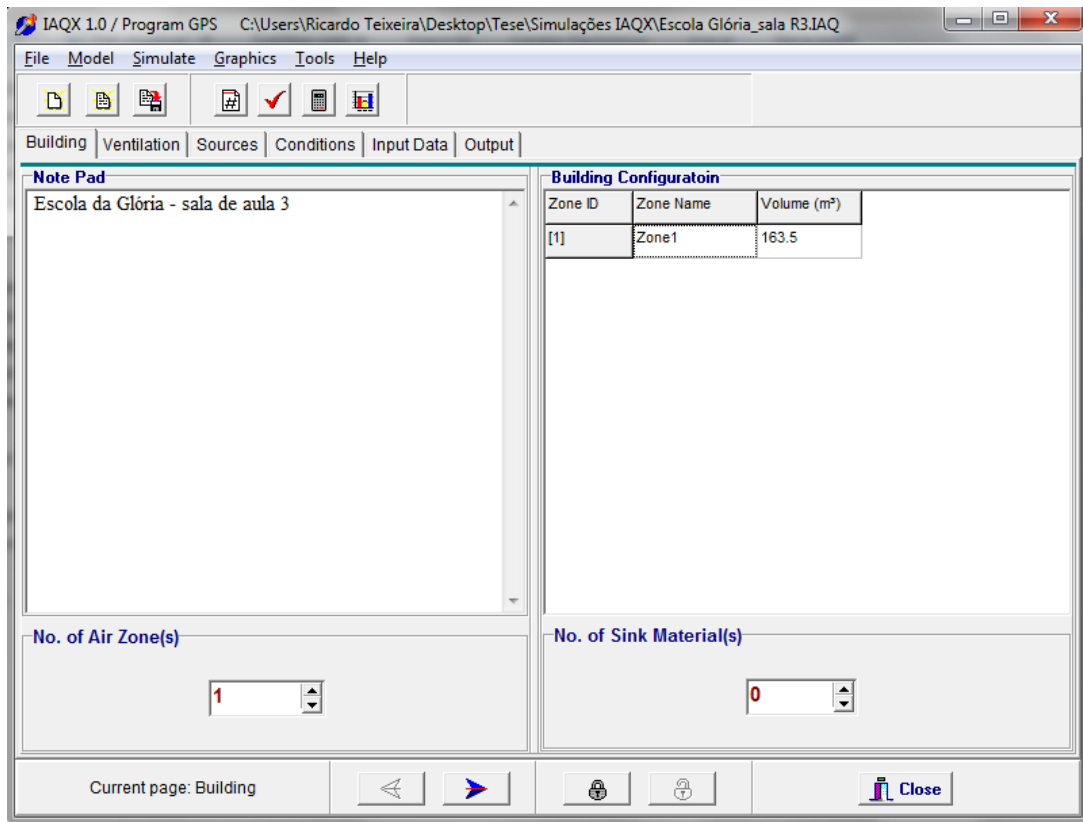 IAQX 1.0 / Program GPS C:\Users\Ricardo Teixeira\Desktop\Tese\Simulações IAQX\Escola Glória_sala R3.IAQ
File Model Simulate Graphics Tools Help
Building Ventilation Sources Conditions Input Data Output
Note Pad
Escola da Glória - sala de aula 3
Building Configuratoin
Zone ID Zone Name Volume (m³)
[1] Zone1 163.5
No. of Air Zone(s)
1
No. of Sink Material(s)
0
Current page: Building
Close